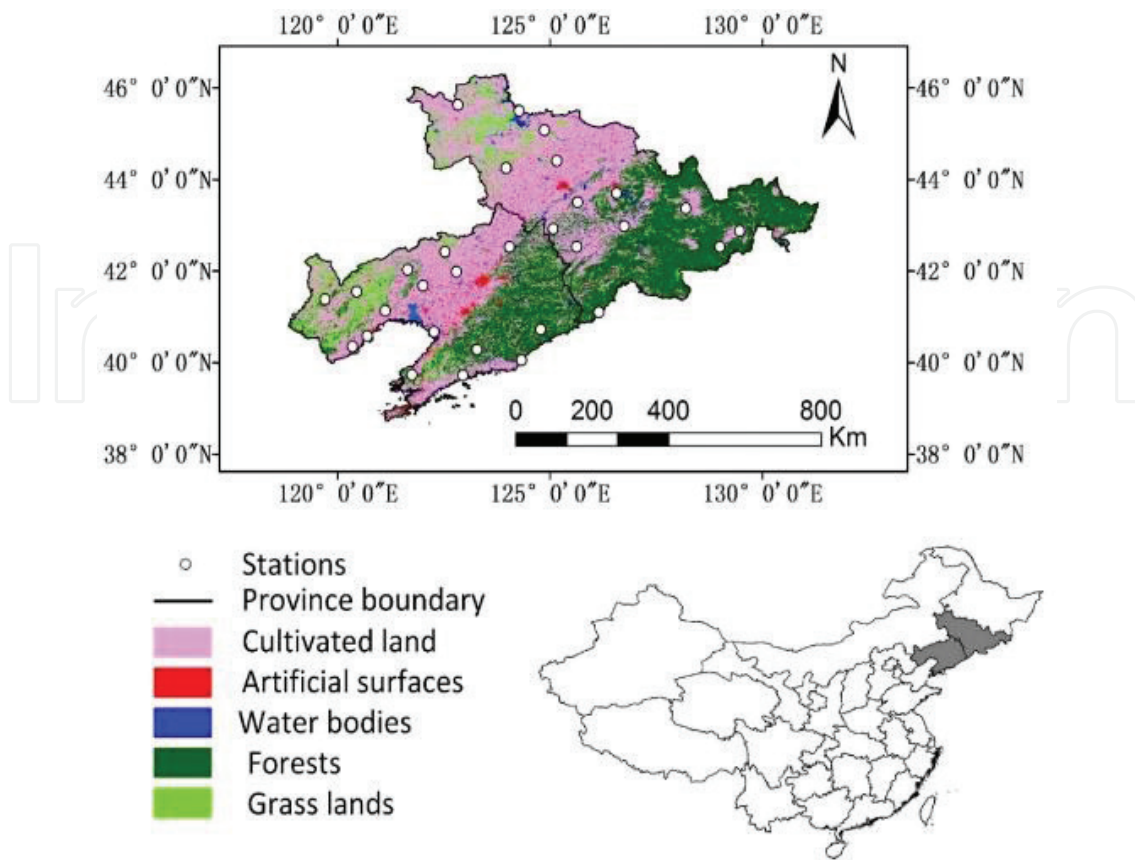 120° 0'0"E 125° 0'0"E 130° 0'0"E
N
46° 0'0"N 46° 0'0"N
44° 0'0"N 44° 0'0"N
42° 0'0"N 42° 0'0"N
40° 0'0"N 40° 0'0"N
0 200 400 800
Km
38° 0'0"N 38° 0'0"N
120° 0'0"E 125° 0'0"E 130° 0'0"E
Stations
Province boundary
Cultivated land
Artificial surfaces
Water bodies
Forests
Grass lands